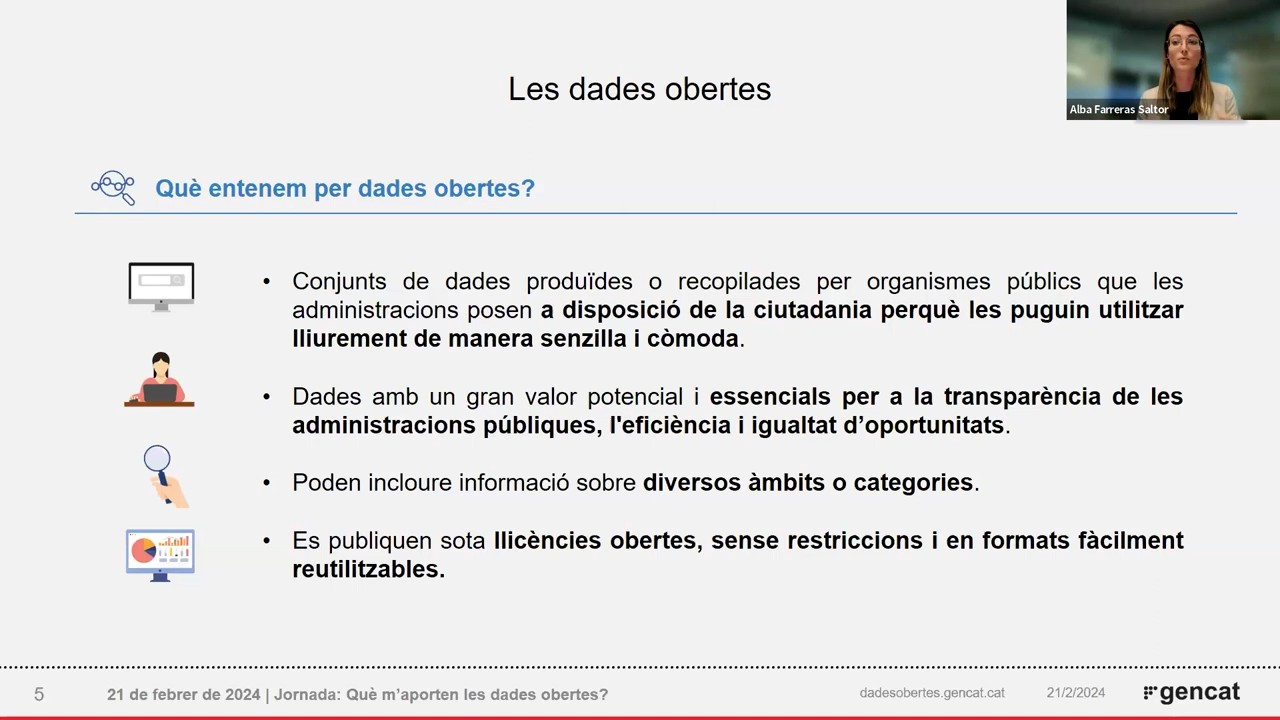 Les dades obertes
Alba Farreras Saltor
Què entenem per dades obertes?
• Conjunts de dades produïdes o recopilades per organismes públics que les
administracions posen a disposició de la ciutadania perquè les puguin utilitzar
lliurement de manera senzilla i còmoda.
• Dades amb un gran valor potencial i essencials per a la transparència de les
administracions públiques, l'eficiència i igualtat d’oportunitats.
• Poden incloure informació sobre diversos àmbits o categories.
• Es publiquen sota llicències obertes, sense restriccions i en formats fàcilment
reutilitzables.
5
21 de febrer de 2024 | Jornada: Què m’aporten les dades obertes?
dadesobertes.gencat.cat
21/2/2024
gencat